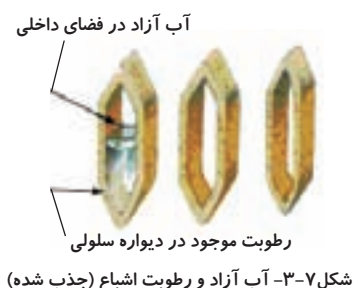 آب آزاد در فضای داخلی
رطوبت موجود در دیواره سلولی
شکل۷-۳- آب آزاد و رطوبت اشباع (جذب شده)